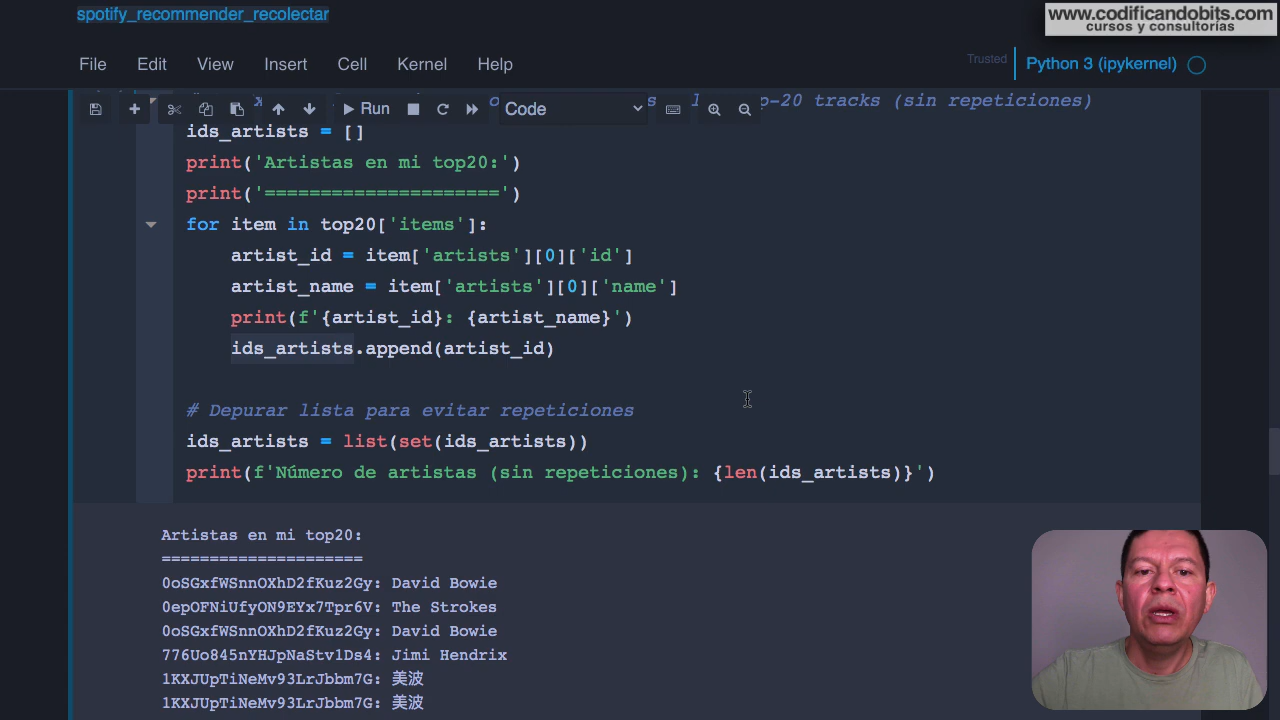 spotify_recommender_recolectar
www.codificandobits.com
cursos y consultorías
File Edit View Insert Cell Kernel Help
Trusted
Python 3 (ipykernel)
Run
Code
p-20 tracks (sin repeticiones)
ids_artists = []
print('Artistas en mi top20:')
print('=====================')
for item in top20['items']:
artist_id = item['artists'][0]['id']
artist_name = item['artists'][0]['name']
print(f'{artist_id}: {artist_name}')
ids_artists.append(artist_id)
# Depurar lista para evitar repeticiones
ids_artists = list(set(ids_artists))
print(f'Número de artistas (sin repeticiones): {len(ids_artists)}')
Artistas en mi top20:
=====================
0oSGxfWSnnOXhD2fKuz2Gy: David Bowie
0epOFNiUfyON9EYx7Tpr6V: The Strokes
0oSGxfWSnnOXhD2fKuz2Gy: David Bowie
776Uo845nYHJpNaStv1Ds4: Jimi Hendrix
1KXJUpTiNeMv93LrJbbm7G: 美波
1KXJUpTiNeMv93LrJbbm7G: 美波